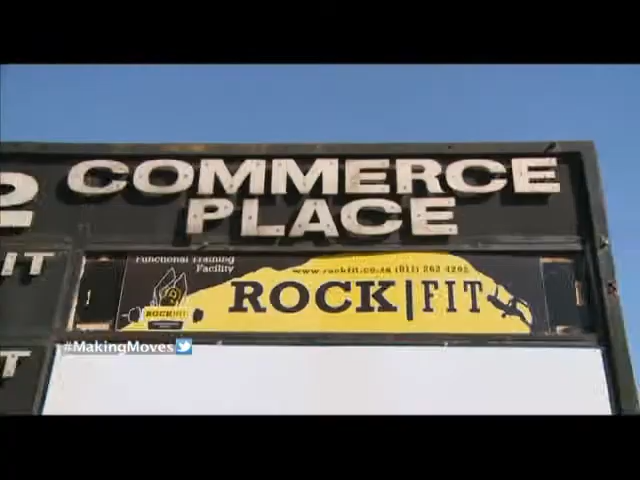 2
COMMERCE
PLACE
IT
Functional Training
Facility
www.rockfit.co.za (011) 262 4205
ROCK|FIT
ROCKFIT
T
#MakingMoves